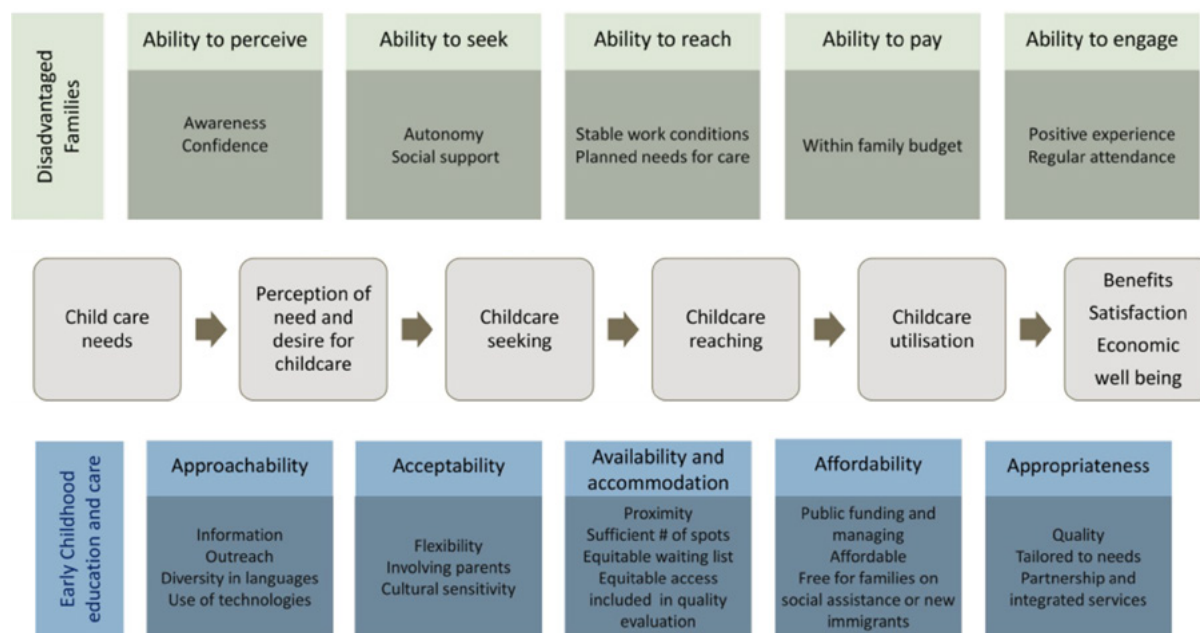 Disadvantaged
Families
Ability to perceive
Awareness
Confidence
Ability to seek
Autonomy
Social support
Ability to reach
Stable work conditions
Planned needs for care
Ability to pay
Within family budget
Ability to engage
Positive experience
Regular attendance
Child care
needs
Perception of
need and
desire for
childcare
Childcare
seeking
Childcare
reaching
Childcare
utilisation
Benefits
Satisfaction
Economic
well being
Early Childhood
education and care
Approachability
Information
Outreach
Diversity in languages
Use of technologies
Acceptability
Flexibility
Involving parents
Cultural sensitivity
Availability and
accommodation
Proximity
Sufficient # of spots
Equitable waiting list
Equitable access
included in quality
evaluation
Affordability
Public funding and
managing
Affordable
Free for families on
social assistance or new
immigrants
Appropriateness
Quality
Tailored to needs
Partnership and
integrated services